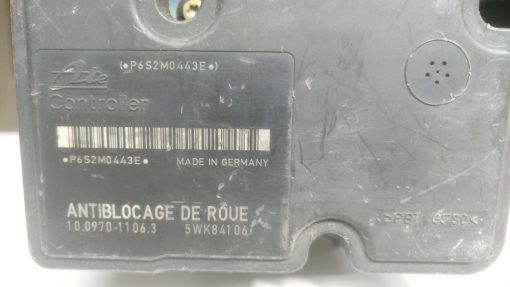 (•P6S2M0443E•)
Ate
Controller
•P6S2M0443E•  MADE IN GERMANY
ANTIBLOCAGE DE ROUE
10.0970-1106.3  5WK84106